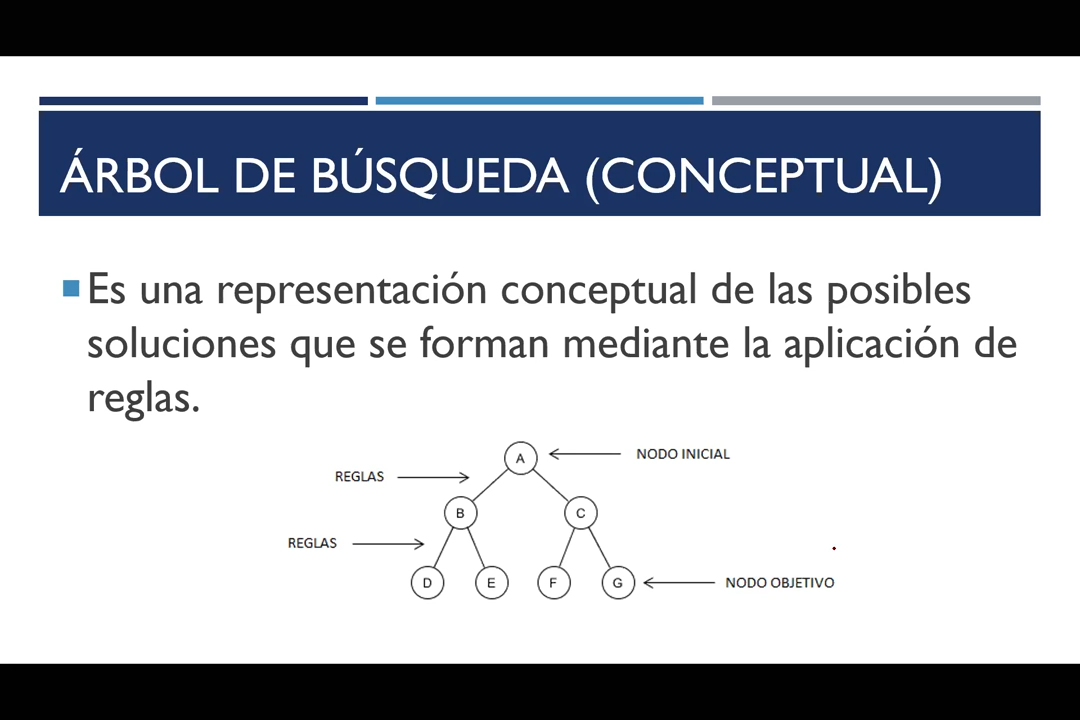 ÁRBOL DE BÚSQUEDA (CONCEPTUAL)
Es una representación conceptual de las posibles
soluciones que se forman mediante la aplicación de
reglas.
A
NODO INICIAL
REGLAS
B
C
REGLAS
D
E
F
G
NODO OBJETIVO